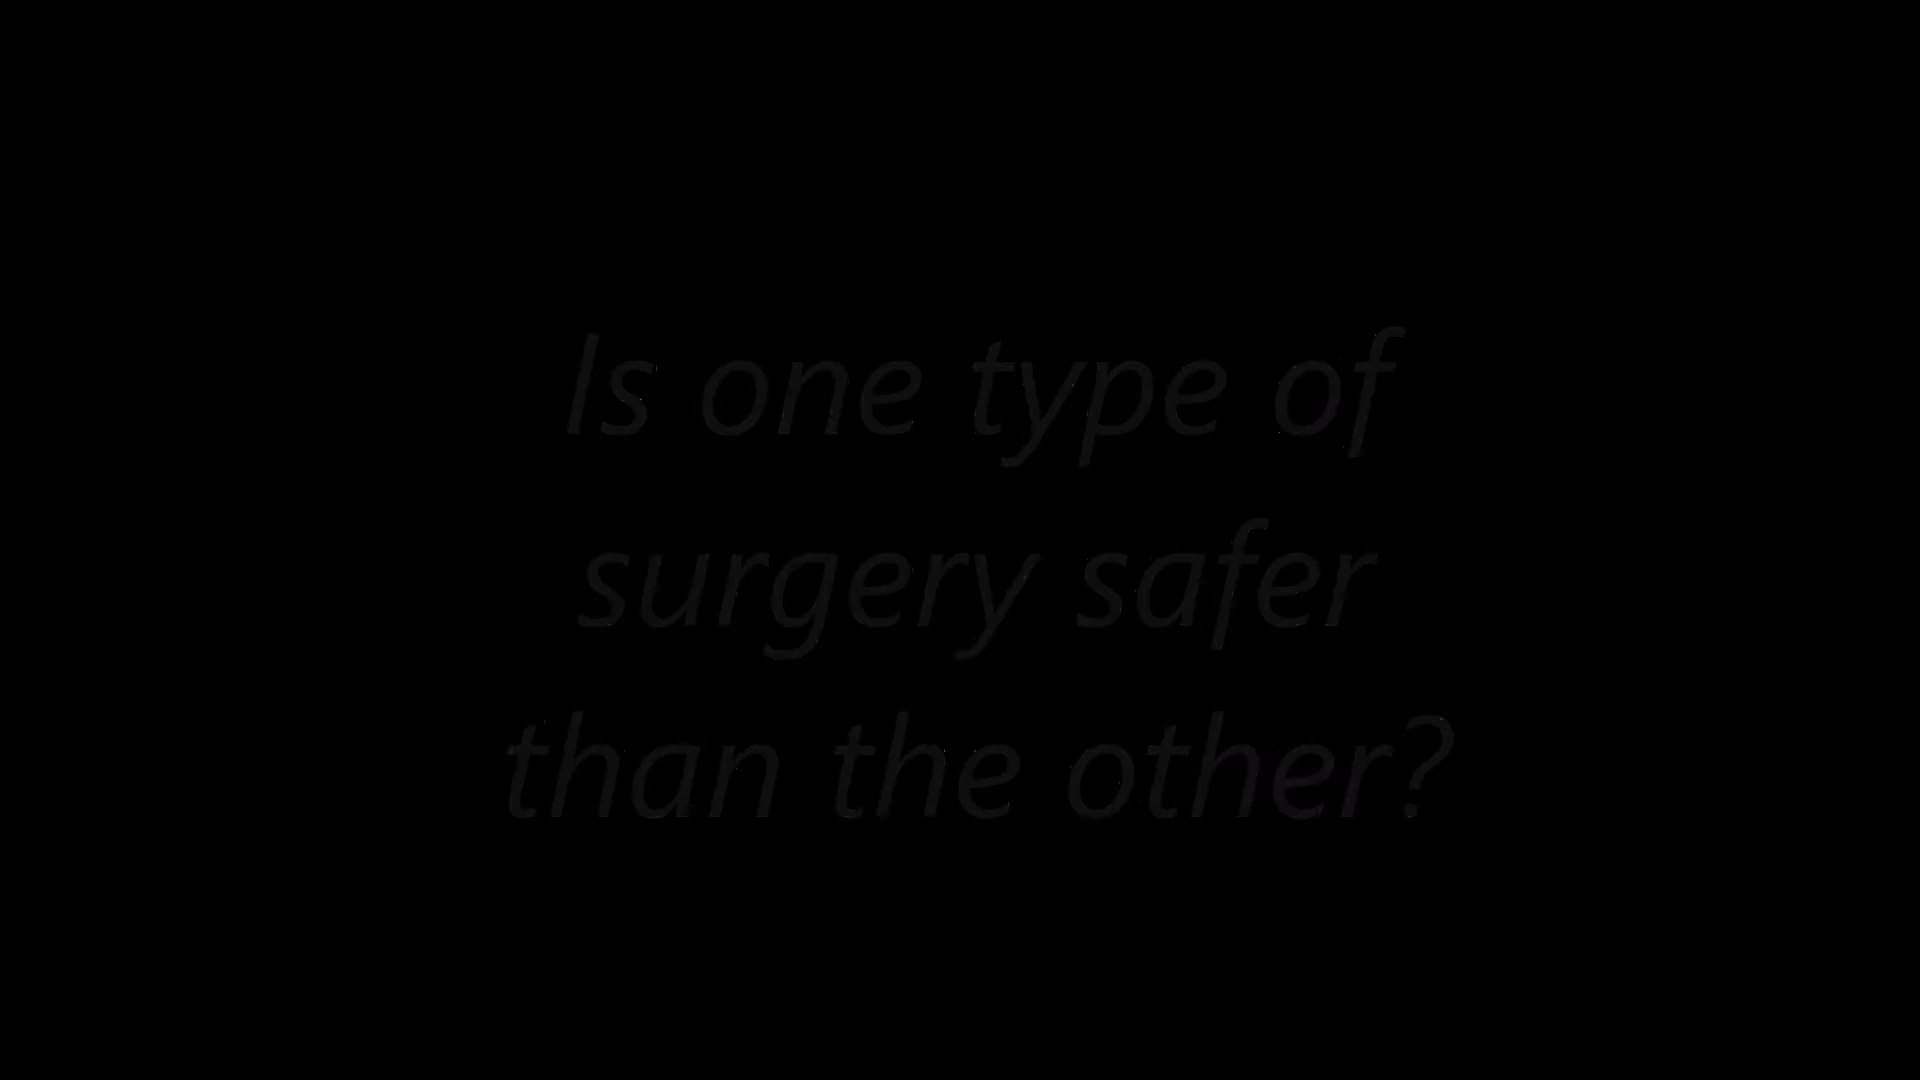 Is one type of
surgery safer
than the other?